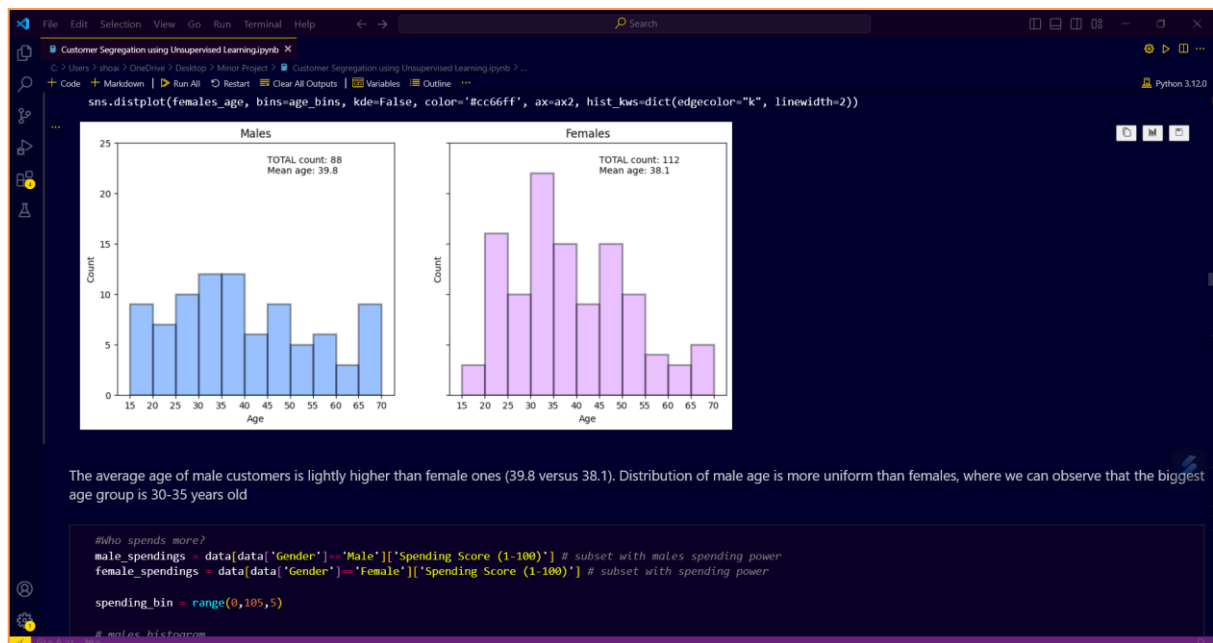 File Edit Selection View Go Run Terminal Help
Search
Customer Segregation using Unsupervised Learning.ipynb
C: > Users > shoai > OneDrive > Desktop > Minor Project > Customer Segregation using Unsupervised Learning.ipynb > ...
+ Code + Markdown | Run All Restart Clear All Outputs | Variables Outline ...
Python 3.12.0
sns.distplot(females_age, bins=age_bins, kde=False, color='#cc66ff', ax=ax2, hist_kws=dict(edgecolor="k", linewidth=2))
...
Males
TOTAL count: 88
Mean age: 39.8
25
20
15
10
5
0
Count
15 20 25 30 35 40 45 50 55 60 65 70
Age
Females
TOTAL count: 112
Mean age: 38.1
Count
15 20 25 30 35 40 45 50 55 60 65 70
Age
4
The average age of male customers is lightly higher than female ones (39.8 versus 38.1). Distribution of male age is more uniform than females, where we can observe that the biggest
age group is 30-35 years old
#Who spends more?
male_spendings = data[data['Gender']=='Male']['Spending Score (1-100)'] # subset with males spending power
female_spendings = data[data['Gender']=='Female']['Spending Score (1-100)'] # subset with spending power
spending_bin = range(0,105,5)
# males histogram
1